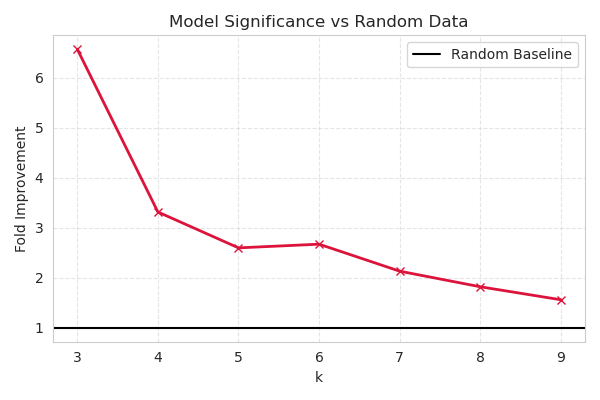 Model Significance vs Random Data
Random Baseline
Fold Improvement
6
5
4
3
2
1
3 4 5 6 7 8 9
k